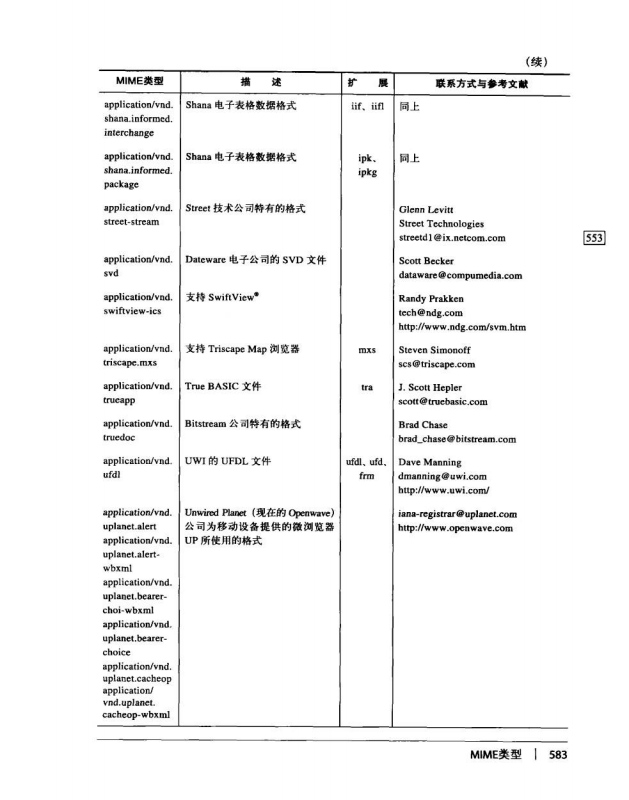 (续)
MIME类型 描 述 扩 展 联系方式与参考文献
application/vnd. Shana 电子表格数据格式 iif、iifl 同上
shana.informed.
interchange
application/vnd. Shana 电子表格数据格式 ipk、 同上
shana.informed. ipkg
package
application/vnd. Street 技术公司特有的格式 Glenn Levitt
street-stream Street Technologies
streetd1@ix.netcom.com
553
application/vnd. Dateware 电子公司的 SVD 文件 Scott Becker
svd dataware@compumedia.com
application/vnd. 支持 SwiftView® Randy Prakken
swiftview-ics tech@ndg.com
http://www.ndg.com/svm.htm
application/vnd. 支持 Triscape Map 浏览器 mxs Steven Simonoff
triscape.mxs scs@triscape.com
application/vnd. True BASIC 文件 tra J. Scott Hepler
trueapp scott@truebasic.com
application/vnd. Bitstream 公司特有的格式 Brad Chase
truedoc brad_chase@bitstream.com
application/vnd. UWI 的 UFDL 文件 ufdl、ufd、 Dave Manning
ufdl frm dmanning@uwi.com
http://www.uwi.com/
application/vnd. Unwired Planet（现在的 Openwave） iana-registrar@uplanet.com
uplanet.alert 公司为移动设备提供的微浏览器 http://www.openwave.com
application/vnd. UP 所使用的格式
uplanet.alert-
wbxml
application/vnd.
uplanet.bearer-
choi-wbxml
application/vnd.
uplanet.bearer-
choice
application/vnd.
uplanet.cacheop
application/
vnd.uplanet.
cacheop-wbxml
MIME类型 | 583